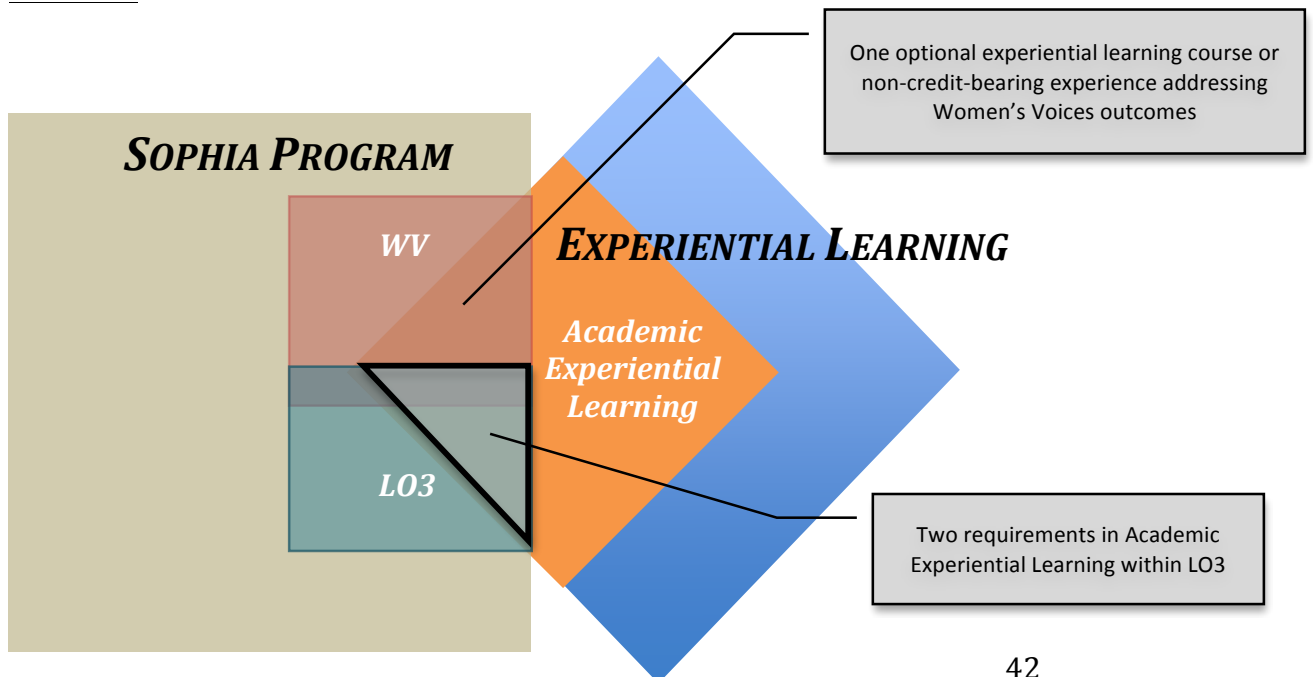 One optional experiential learning course or
non-credit-bearing experience addressing
Women’s Voices outcomes
SOPHIA PROGRAM
WV
EXPERIENTIAL LEARNING
Academic
Experiential
Learning
LO3
Two requirements in Academic
Experiential Learning within LO3
42